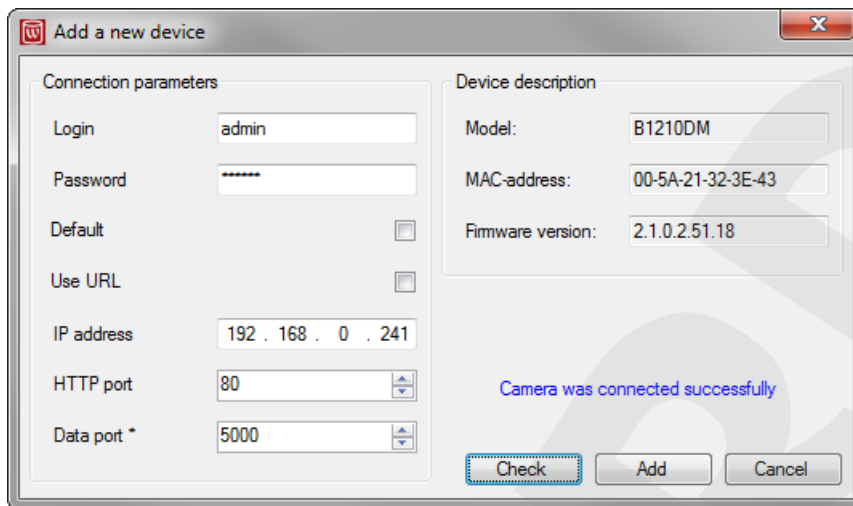 Add a new device
Connection parameters
Login admin
Password ******
Default
Use URL
IP address 192 . 168 . 0 . 241
HTTP port 80
Data port * 5000
Device description
Model: B1210DM
MAC-address: 00-5A-21-32-3E-43
Firmware version: 2.1.0.2.51.18
Camera was connected successfully
Check Add Cancel